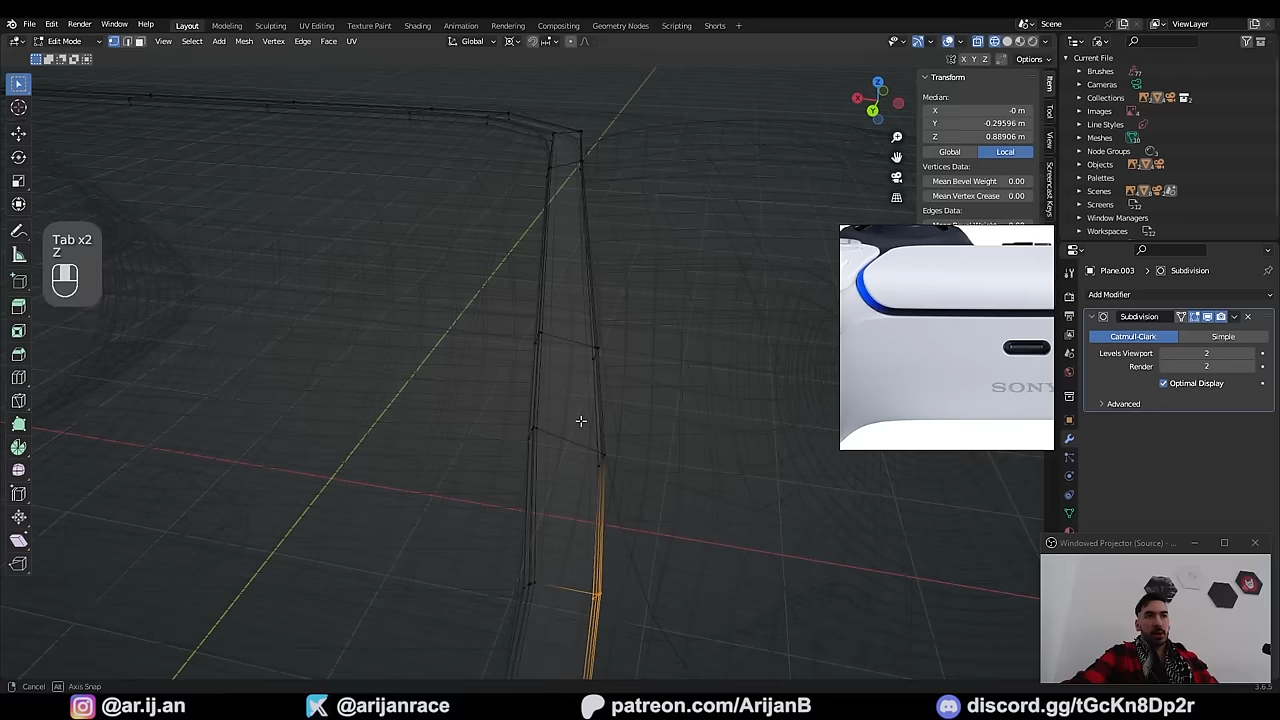 File Edit Render Window Help Layout Modeling Sculpting UV Editing Texture Paint Shading Animation Rendering Compositing Geometry Nodes Scripting Shorts + Scene ViewLayer
Edit Mode View Select Add Mesh Vertex Edge Face UV Global
X Y Z Options
Tab x2
Z
Z
X
Y
Transform
Median:
X -0 m
Y -0.29596 m
Z 0.88906 m
Global Local
Vertices Data:
Mean Bevel Weight 0.00
Mean Vertex Crease 0.00
Edges Data:
Item
Tool
View
Screencast Keys
Current File
Brushes
Cameras
Collections
Images
Line Styles
Meshes
Node Groups
Objects
Palettes
Scenes
Screens
Window Managers
Workspaces
Plane.003 > Subdivision
Add Modifier
Subdivision
Catmull-Clark Simple
Levels Viewport 2
Render 2
Optimal Display
Advanced
SONY
Windowed Projector (Source) - ...
Cancel Alt Axis Snap
3.6.5
@ar.ij.an @arijanrace patreon.com/ArijanB discord.gg/tGcKn8Dp2r